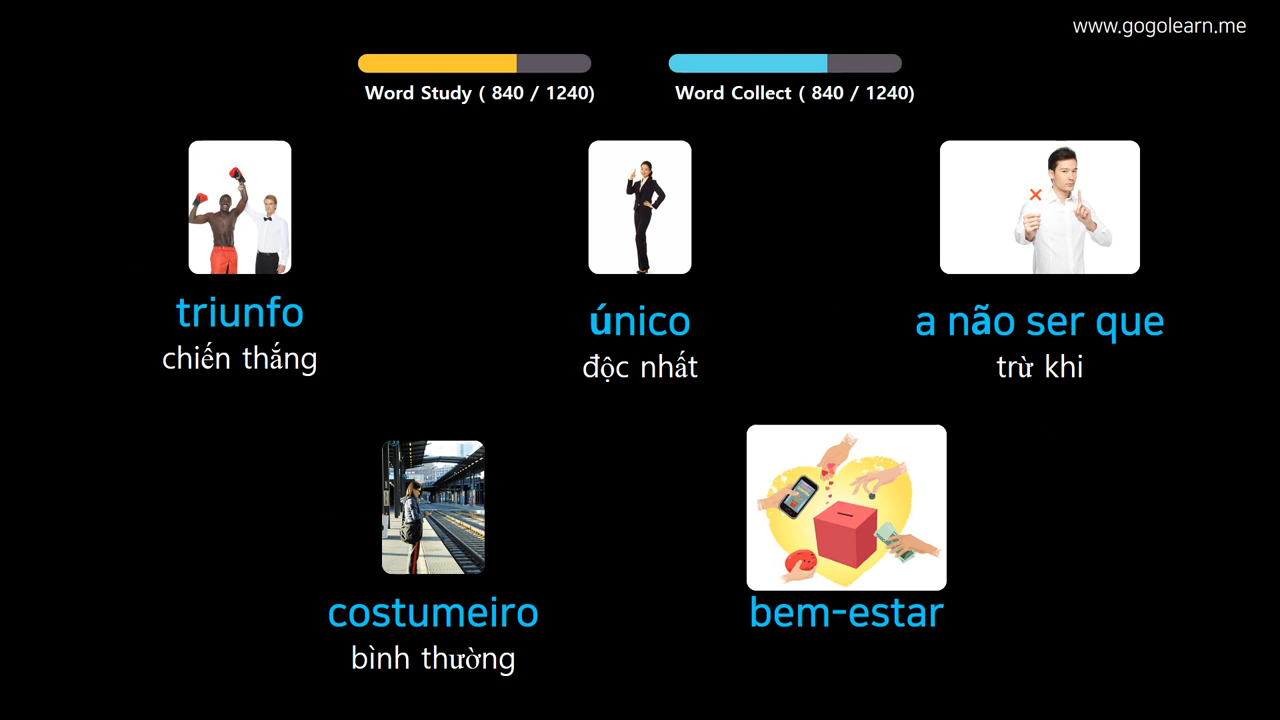 www.gogolearn.me
Word Study ( 840 / 1240)
Word Collect ( 840 / 1240)
triunfo
chiến thắng
único
độc nhất
a não ser que
trừ khi
costumeiro
bình thường
bem-estar